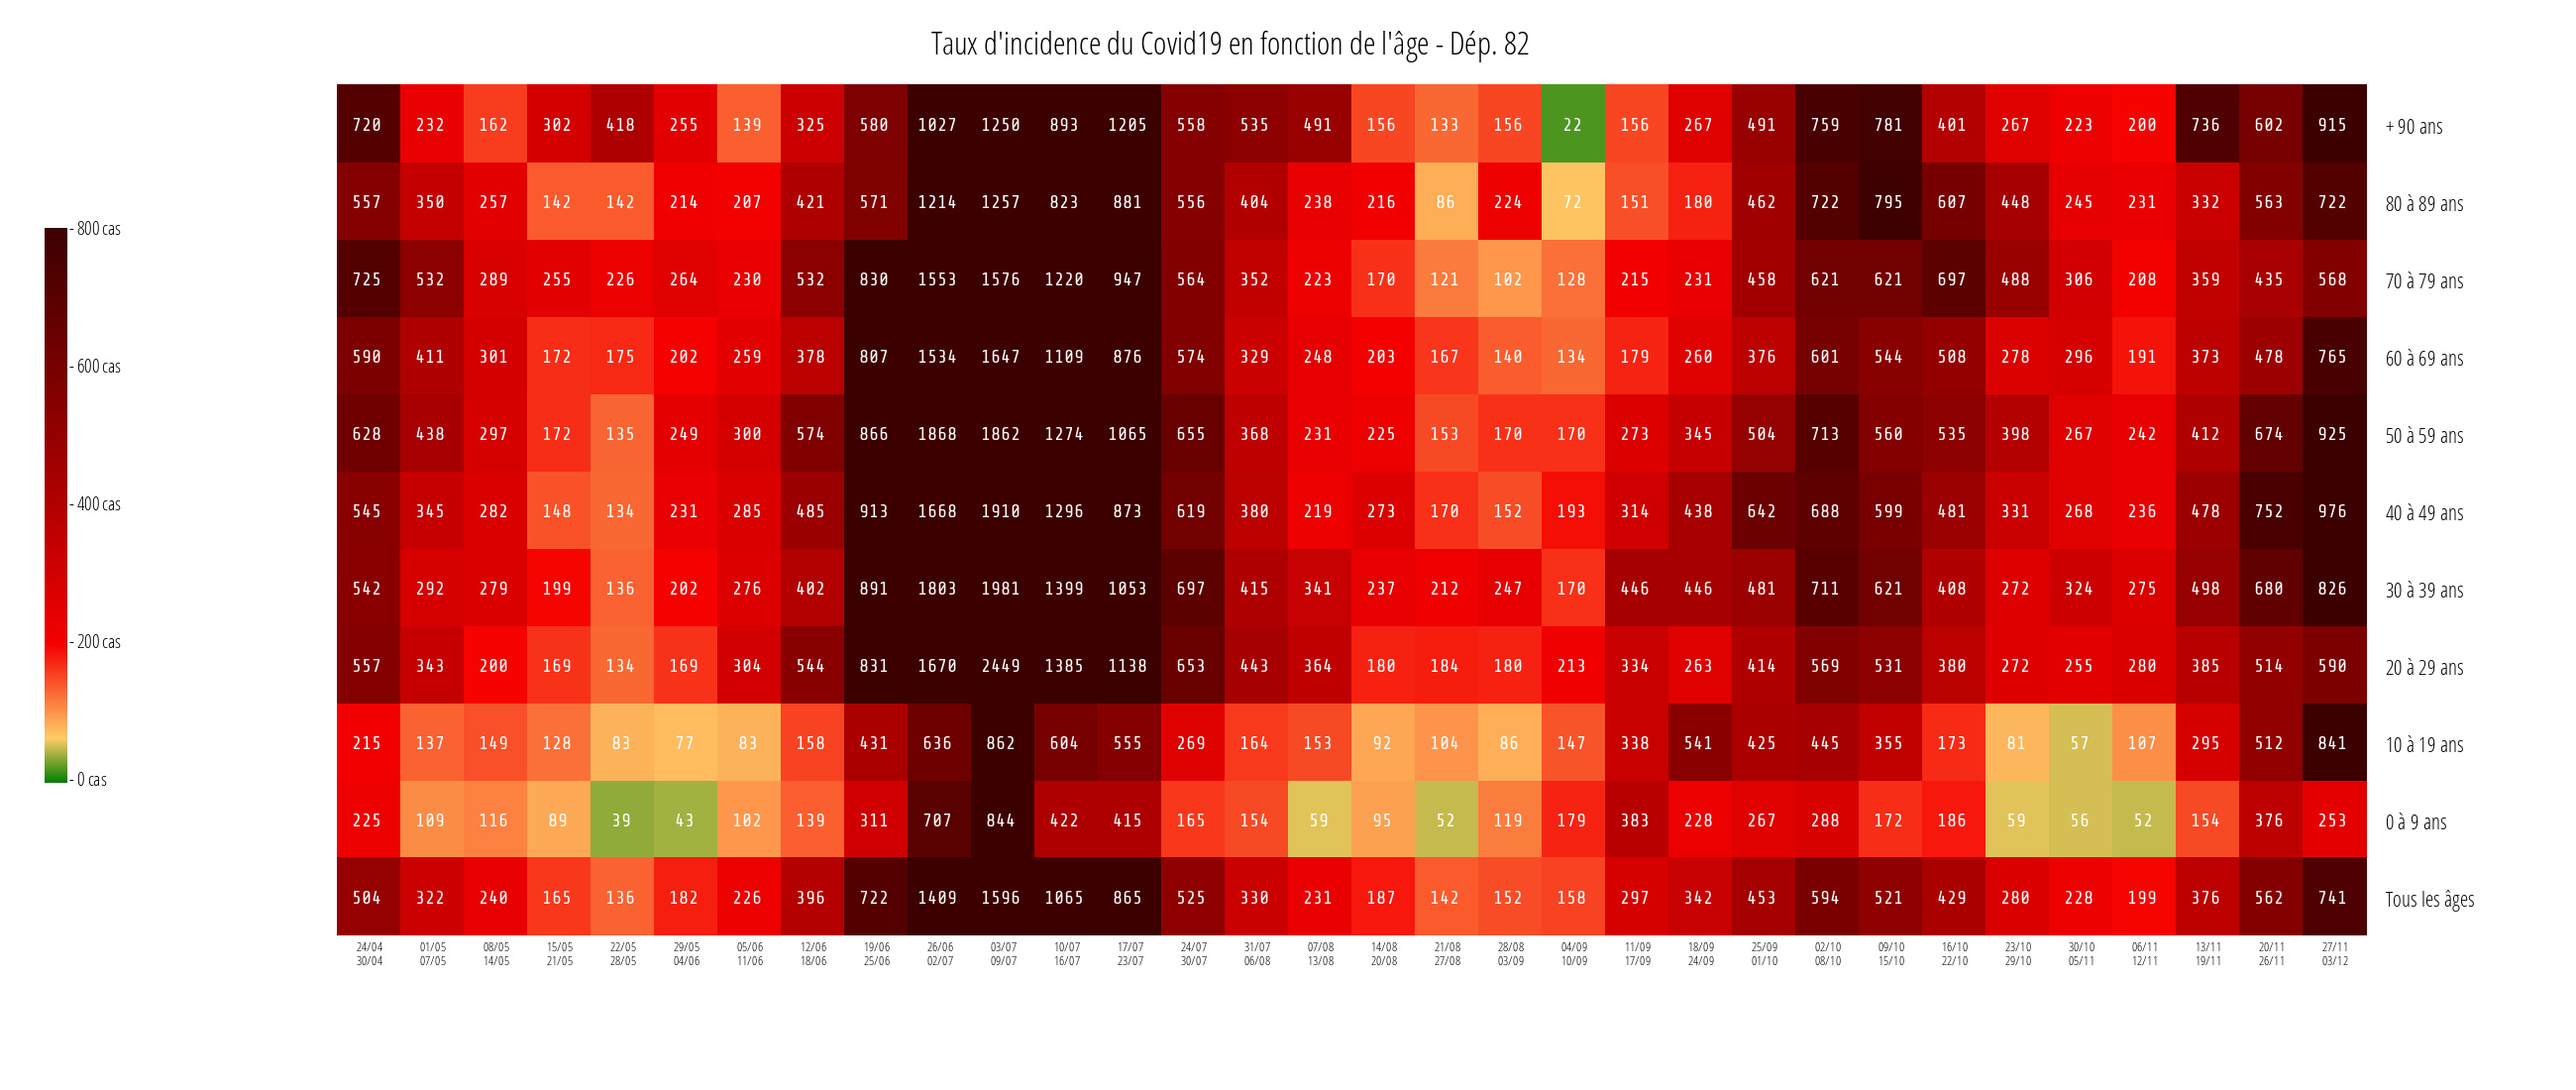 Taux d'incidence du Covid19 en fonction de l'âge - Dép. 82
720 232 162 302 418 255 139 325 580 1027 1250 893 1205 558 535 491 156 133 156 22 156 267 491 759 781 401 267 223 200 736 602 915 + 90 ans
557 350 257 142 142 214 207 421 571 1214 1257 823 881 556 404 238 216 86 224 72 151 180 462 722 795 607 448 245 231 332 563 722 80 à 89 ans
- 800 cas
725 532 289 255 226 264 230 532 830 1553 1576 1220 947 564 352 223 170 121 102 128 215 231 458 621 621 697 488 306 208 359 435 568 70 à 79 ans
590 411 301 172 175 202 259 378 807 1534 1647 1109 876 574 329 248 203 167 140 134 179 260 376 601 544 508 278 296 191 373 478 765 60 à 69 ans
- 600 cas
628 438 297 172 135 249 300 574 866 1868 1862 1274 1065 655 368 231 225 153 170 170 273 345 504 713 560 535 398 267 242 412 674 925 50 à 59 ans
- 400 cas
545 345 282 148 134 231 285 485 913 1668 1910 1296 873 619 380 219 273 170 152 193 314 438 642 688 599 481 331 268 236 478 752 976 40 à 49 ans
542 292 279 199 136 202 276 402 891 1803 1981 1399 1053 697 415 341 237 212 247 170 446 446 481 711 621 408 272 324 275 498 680 826 30 à 39 ans
- 200 cas
557 343 200 169 134 169 304 544 831 1670 2449 1385 1138 653 443 364 180 184 180 213 334 263 414 569 531 380 272 255 280 385 514 590 20 à 29 ans
215 137 149 128 83 77 83 158 431 636 862 604 555 269 164 153 92 104 86 147 338 541 425 445 355 173 81 57 107 295 512 841 10 à 19 ans
- 0 cas
225 109 116 89 39 43 102 139 311 707 844 422 415 165 154 59 95 52 119 179 383 228 267 288 172 186 59 56 52 154 376 253 0 à 9 ans
504 322 240 165 136 182 226 396 722 1409 1596 1065 865 525 330 231 187 142 152 158 297 342 453 594 521 429 280 228 199 376 562 741 Tous les âges
24/04 01/05 08/05 15/05 22/05 29/05 05/06 12/06 19/06 26/06 03/07 10/07 17/07 24/07 31/07 07/08 14/08 21/08 28/08 04/09 11/09 18/09 25/09 02/10 09/10 16/10 23/10 30/10 06/11 13/11 20/11 27/11
30/04 07/05 14/05 21/05 28/05 04/06 11/06 18/06 25/06 02/07 09/07 16/07 23/07 30/07 06/08 13/08 20/08 27/08 03/09 10/09 17/09 24/09 01/10 08/10 15/10 22/10 29/10 05/11 12/11 19/11 26/11 03/12